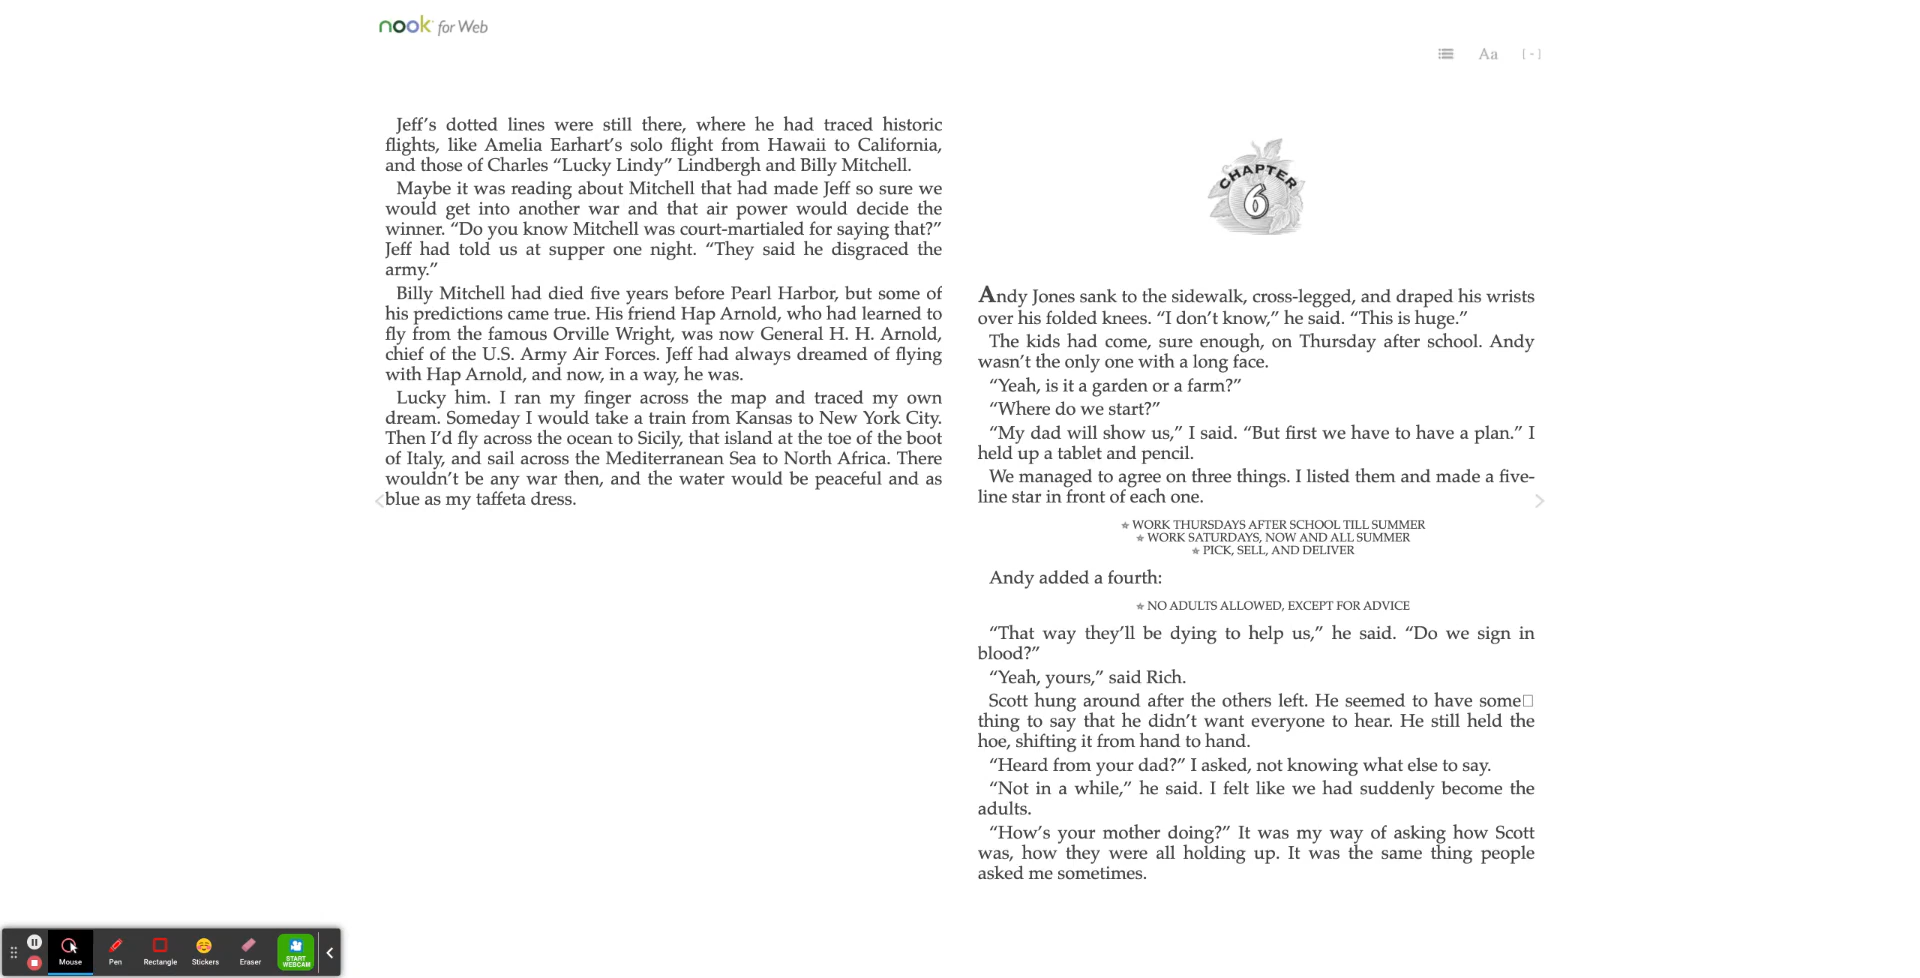 nook for Web
Aa
[ - ]
Jeff's dotted lines were still there, where he had traced historic
flights, like Amelia Earhart's solo flight from Hawaii to California,
and those of Charles “Lucky Lindy” Lindbergh and Billy Mitchell.
Maybe it was reading about Mitchell that had made Jeff so sure we
would get into another war and that air power would decide the
winner. “Do you know Mitchell was court-martialed for saying that?”
Jeff had told us at supper one night. “They said he disgraced the
army.”
Billy Mitchell had died five years before Pearl Harbor, but some of
his predictions came true. His friend Hap Arnold, who had learned to
fly from the famous Orville Wright, was now General H. H. Arnold,
chief of the U.S. Army Air Forces. Jeff had always dreamed of flying
with Hap Arnold, and now, in a way, he was.
Lucky him. I ran my finger across the map and traced my own
dream. Someday I would take a train from Kansas to New York City.
Then I’d fly across the ocean to Sicily, that island at the toe of the boot
of Italy, and sail across the Mediterranean Sea to North Africa. There
wouldn’t be any war then, and the water would be peaceful and as
blue as my taffeta dress.
CHAPTER
6
Andy Jones sank to the sidewalk, cross-legged, and draped his wrists
over his folded knees. “I don’t know,” he said. “This is huge.”
The kids had come, sure enough, on Thursday after school. Andy
wasn’t the only one with a long face.
“Yeah, is it a garden or a farm?”
“Where do we start?”
“My dad will show us,” I said. “But first we have to have a plan.” I
held up a tablet and pencil.
We managed to agree on three things. I listed them and made a five-
line star in front of each one.
★ WORK THURSDAYS AFTER SCHOOL TILL SUMMER
★ WORK SATURDAYS, NOW AND ALL SUMMER
★ PICK, SELL, AND DELIVER
Andy added a fourth:
★ NO ADULTS ALLOWED, EXCEPT FOR ADVICE
“That way they’ll be dying to help us,” he said. “Do we sign in
blood?”
“Yeah, yours,” said Rich.
Scott hung around after the others left. He seemed to have some□
thing to say that he didn’t want everyone to hear. He still held the
hoe, shifting it from hand to hand.
“Heard from your dad?” I asked, not knowing what else to say.
“Not in a while,” he said. I felt like we had suddenly become the
adults.
“How’s your mother doing?” It was my way of asking how Scott
was, how they were all holding up. It was the same thing people
asked me sometimes.
Mouse
Pen
Rectangle
Stickers
Eraser
START
WEBCAM